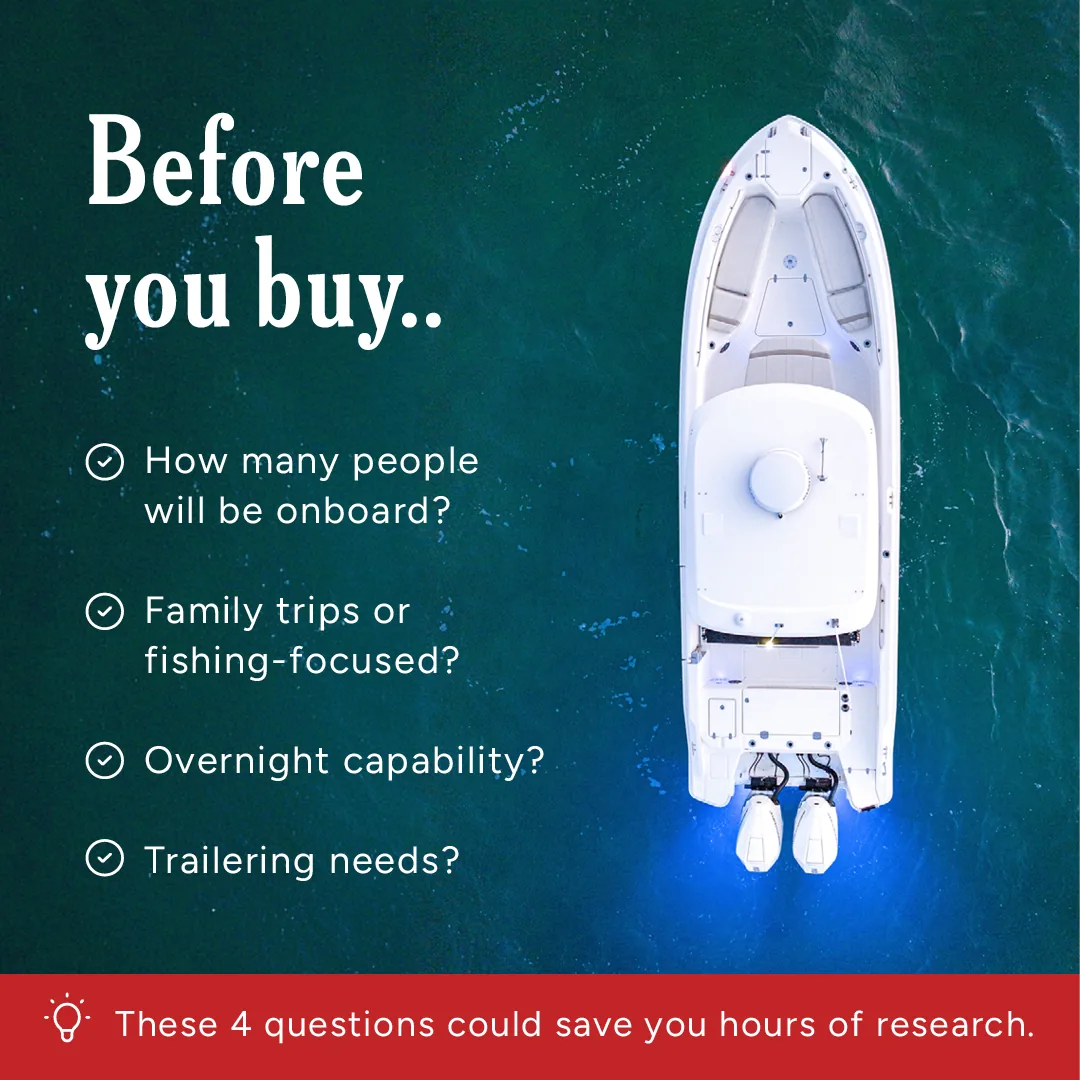 Before
you buy..
How many people
will be onboard?
Family trips or
fishing-focused?
Overnight capability?
Trailering needs?
These 4 questions could save you hours of research.